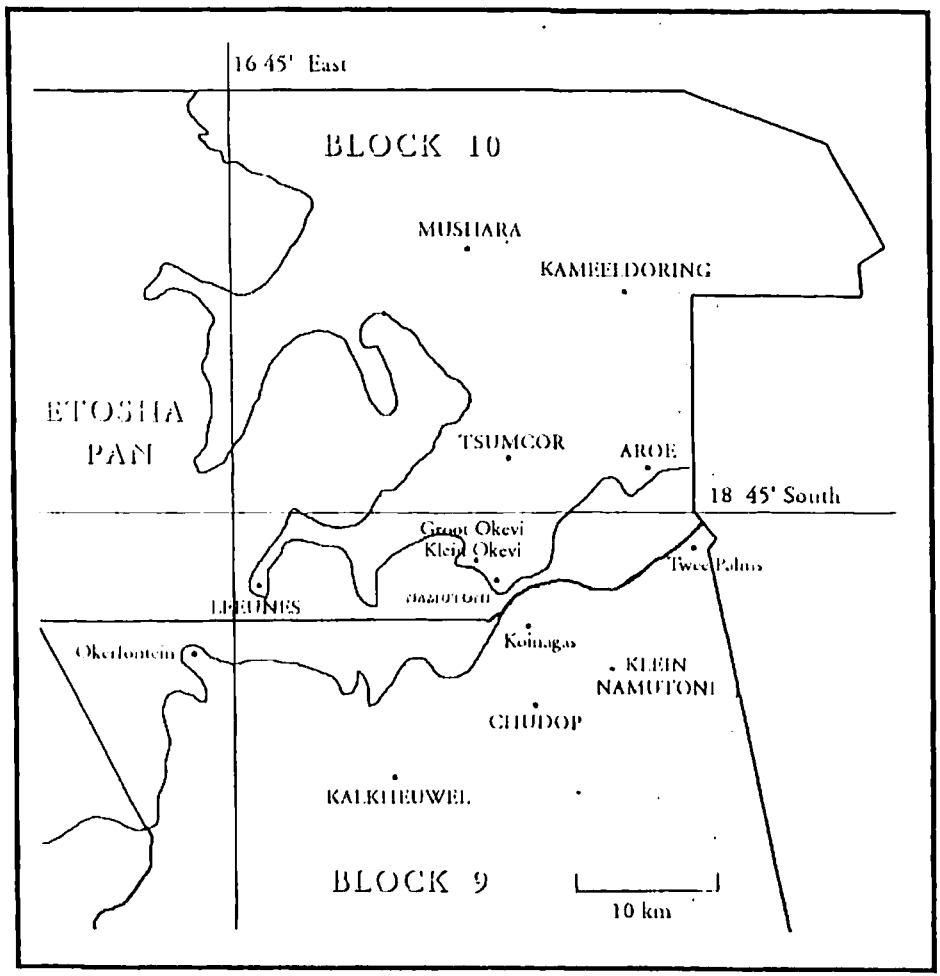 16 45' East
BLOCK 10
MUSHARA
KAMEELDORING
ETOSHA
PAN
TSUMCOR
AROE
18 45' South
Groot Okevi
Klein Okevi
Twee Palms
NAMUTONI
LEEUNES
Okerfontein
Koinagas
KLEIN
NAMUTONI
CHUDOP
KALKHEUWEL
BLOCK 9
10 km